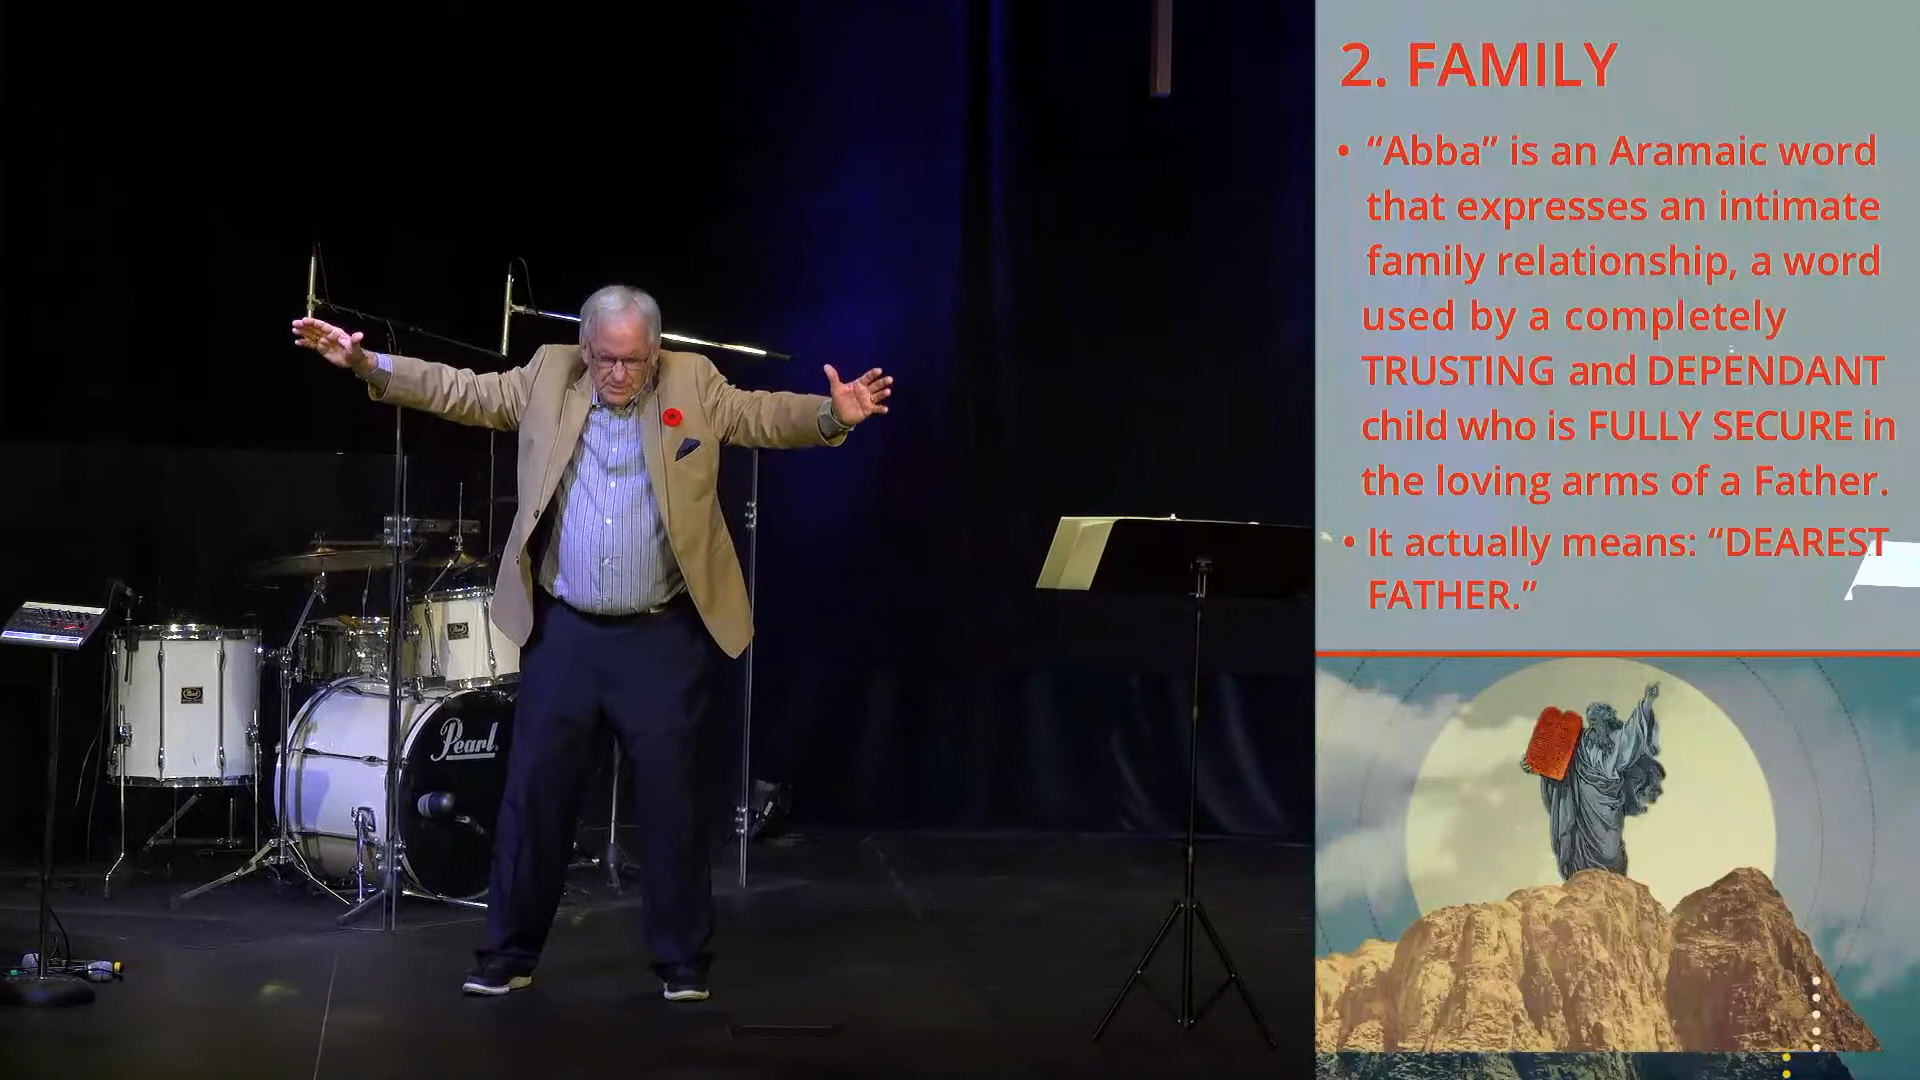 2. FAMILY
• “Abba” is an Aramaic word
that expresses an intimate
family relationship, a word
used by a completely
TRUSTING and DEPENDANT
child who is FULLY SECURE in
the loving arms of a Father.
• It actually means: “DEAREST
FATHER.”
Pearl